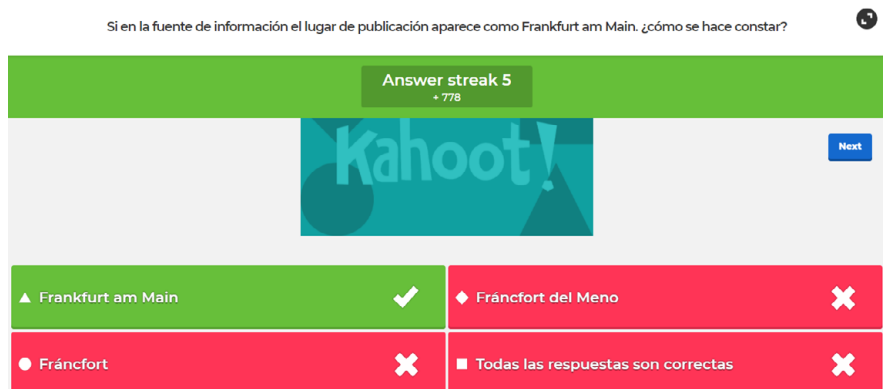 Si en la fuente de información el lugar de publicación aparece como Frankfurt am Main. ¿cómo se hace constar?
Answer streak 5
+ 778
Kahoot!
Next
Frankfurt am Main
Fráncfort del Meno
Fráncfort
Todas las respuestas son correctas